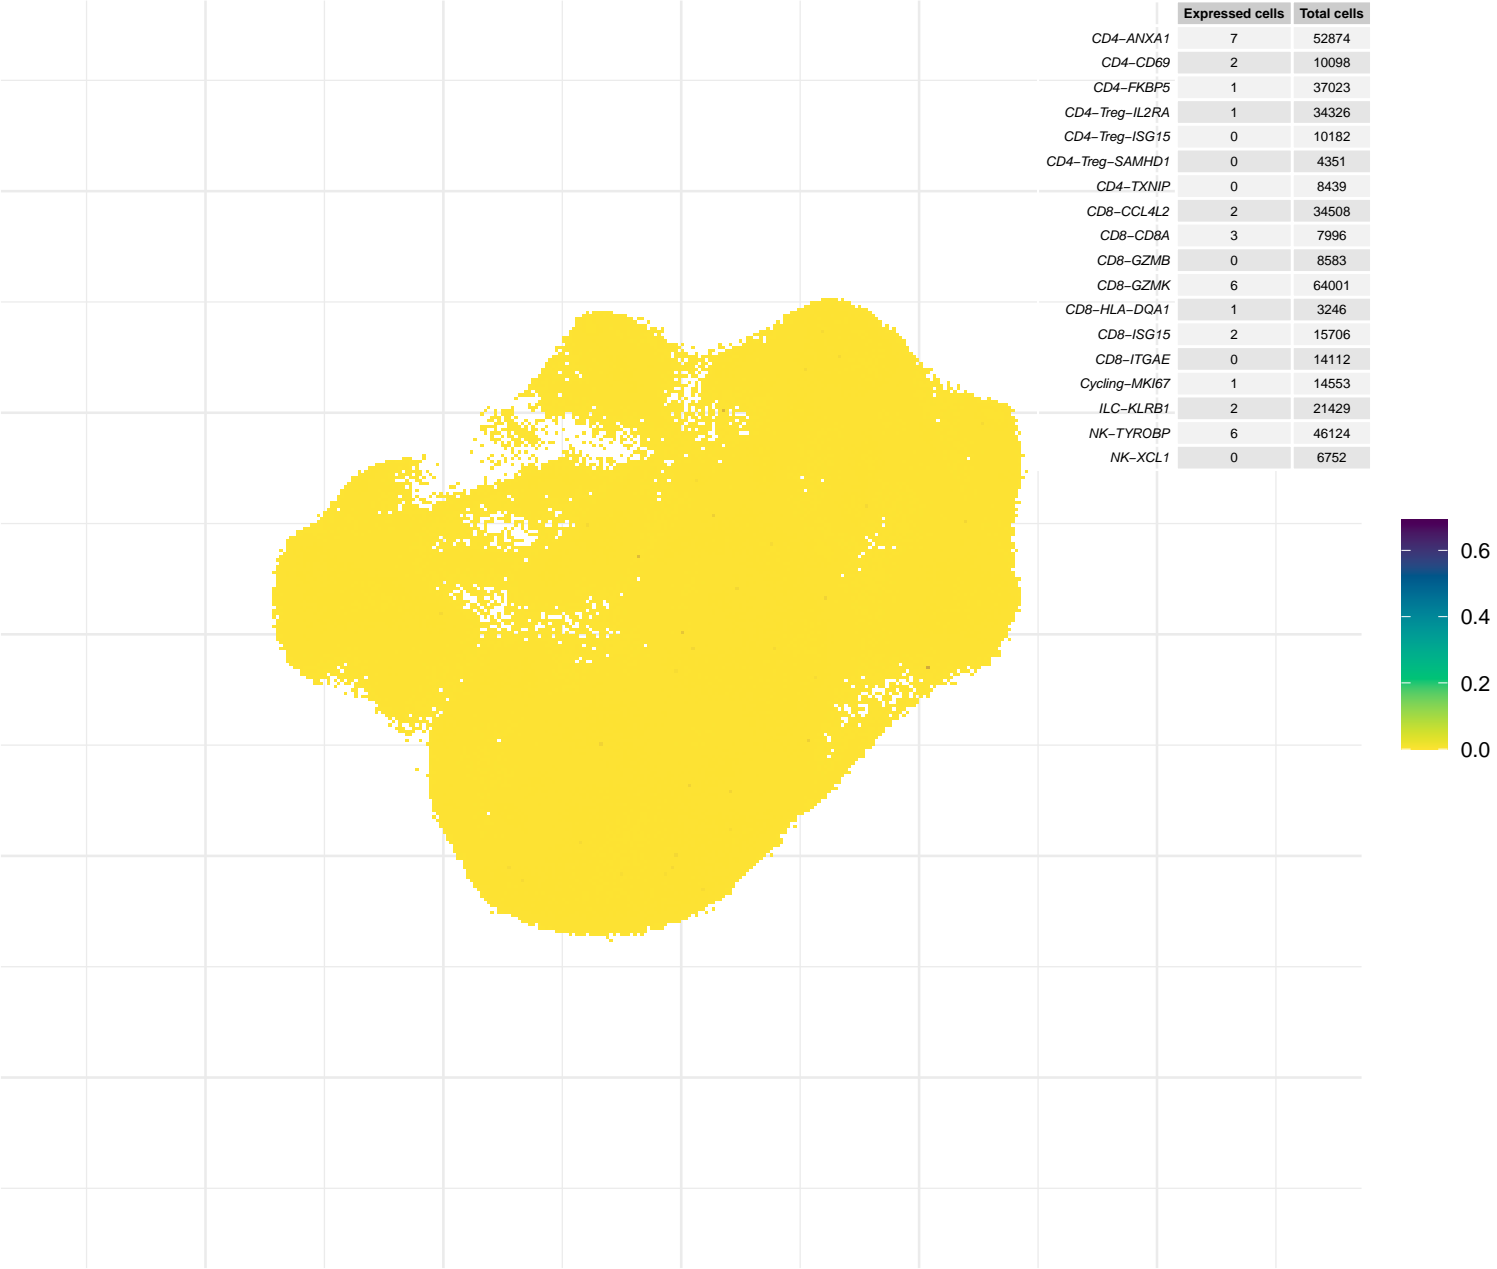 Expressed cells Total cells
CD4−ANXA1 7 52874
CD4−CD69 2 10098
CD4−FKBP5 1 37023
CD4−Treg−IL2RA 1 34326
CD4−Treg−ISG15 0 10182
CD4−Treg−SAMHD1 0 4351
CD4−TXNIP 0 8439
CD8−CCL4L2 2 34508
CD8−CD8A 3 7996
CD8−GZMB 0 8583
CD8−GZMK 6 64001
CD8−HLA−DQA1 1 3246
CD8−ISG15 2 15706
CD8−ITGAE 0 14112
Cycling−MKI67 1 14553
ILC−KLRB1 2 21429
NK−TYROBP 6 46124
NK−XCL1 0 6752
0.6
0.4
0.2
0.0